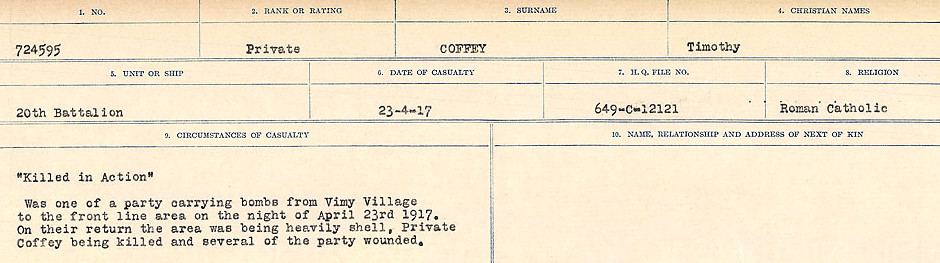 1. NO. 2. RANK OR RATING 3. SURNAME 4. CHRISTIAN NAMES
724595 Private COFFEY Timothy
5. UNIT OR SHIP 6. DATE OF CASUALTY 7. H. Q. FILE NO. 8. RELIGION
20th Battalion 23-4-17 649-C-12121 Roman Catholic
9. CIRCUMSTANCES OF CASUALTY 10. NAME, RELATIONSHIP AND ADDRESS OF NEXT OF KIN
"Killed in Action"
Was one of a party carrying bombs from Vimy Village
to the front line area on the night of April 23rd 1917.
On their return the area was being heavily shell, Private
Coffey being killed and several of the party wounded.